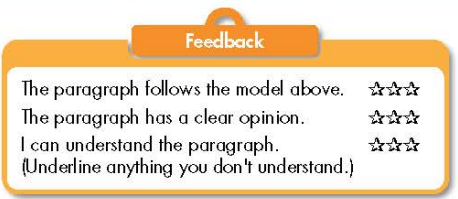 Feedback
The paragraph follows the model above. ☆☆☆
The paragraph has a clear opinion. ☆☆☆
I can understand the paragraph. ☆☆☆
(Underline anything you don't understand.)